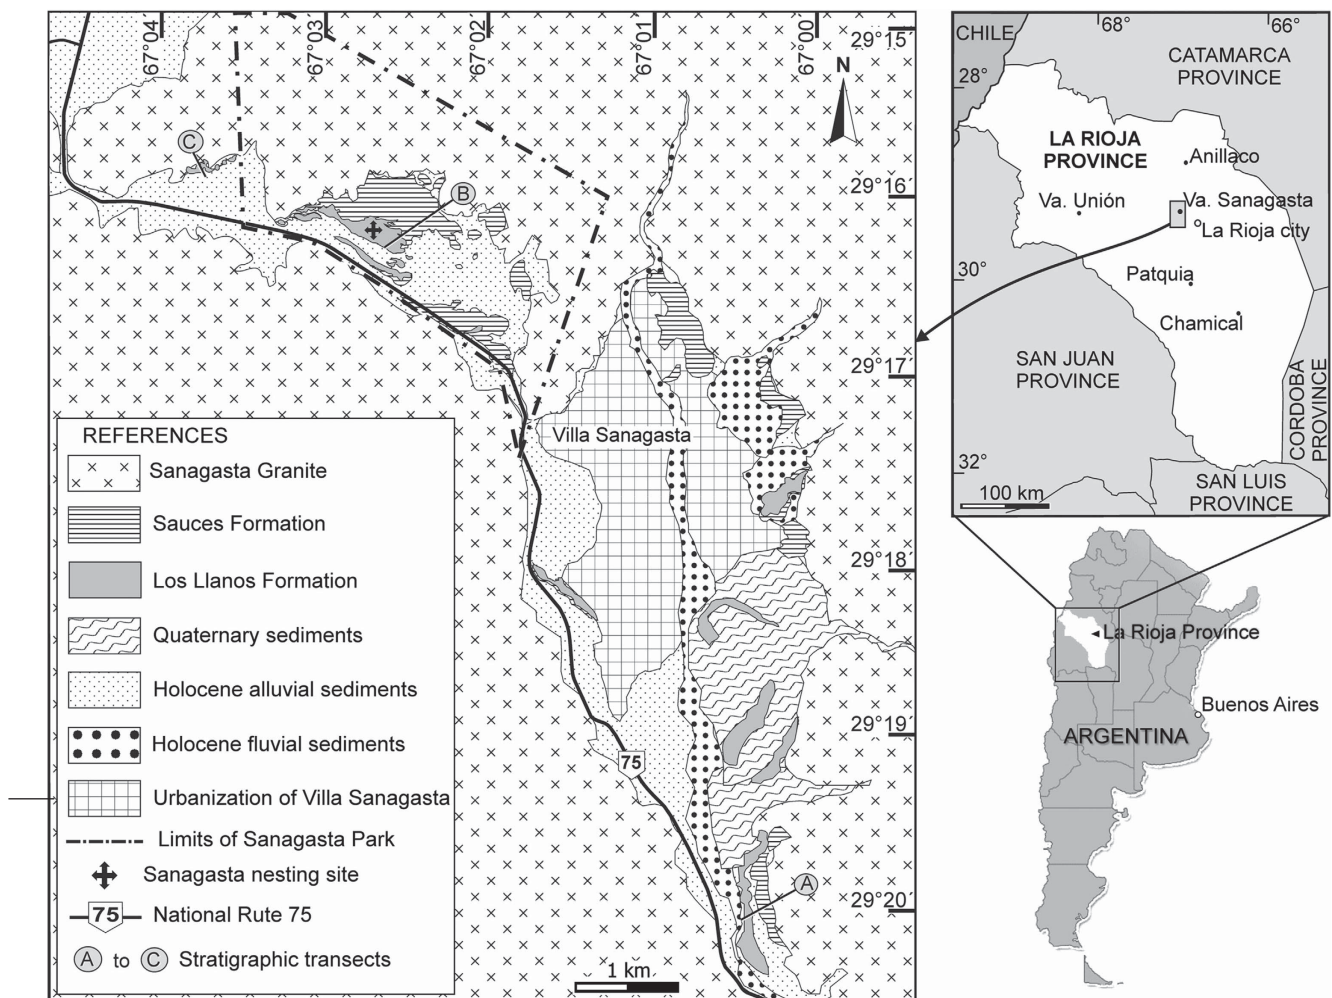 67°04'
67°03'
67°02'
67°01'
67°00'
29°15'
N
C
B
29°16'
29°17'
Villa Sanagasta
29°18'
29°19'
75
A
29°20'
1 km
REFERENCES
Sanagasta Granite
Sauces Formation
Los Llanos Formation
Quaternary sediments
Holocene alluvial sediments
Holocene fluvial sediments
Urbanization of Villa Sanagasta
Limits of Sanagasta Park
Sanagasta nesting site
75 National Route 75
A to C Stratigraphic transects
68°
66°
CHILE
CATAMARCA
PROVINCE
28°
LA RIOJA
PROVINCE
Anillaco
Va. Unión
Va. Sanagasta
La Rioja city
30°
Patquia
Chamical
SAN JUAN
PROVINCE
CORDOBA
PROVINCE
32°
SAN LUIS
PROVINCE
100 km
La Rioja Province
Buenos Aires
ARGENTINA